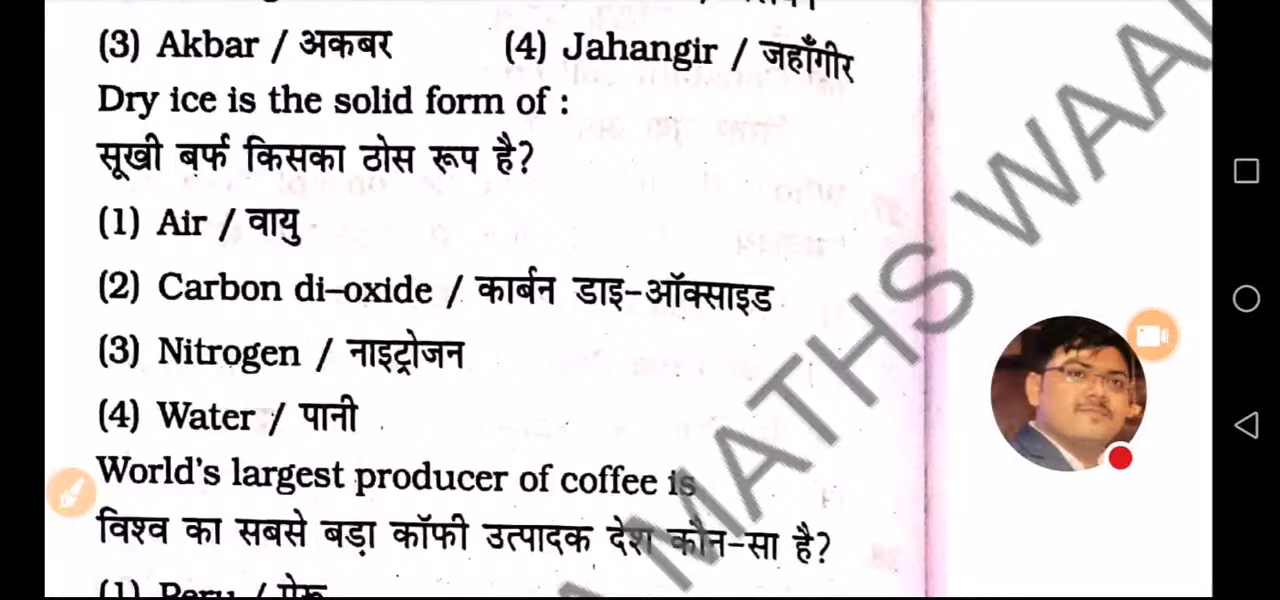 (3) Akbar / अकबर (4) Jahangir / जहाँगीर
Dry ice is the solid form of :
सूखी बर्फ किसका ठोस रूप है?
(1) Air / वायु
(2) Carbon di-oxide / कार्बन डाइ-ऑक्साइड
(3) Nitrogen / नाइट्रोजन
(4) Water / पानी
World's largest producer of coffee is
विश्व का सबसे बड़ा कॉफी उत्पादक देश कौन-सा है?
(1) Peru / पेरू
MATHS